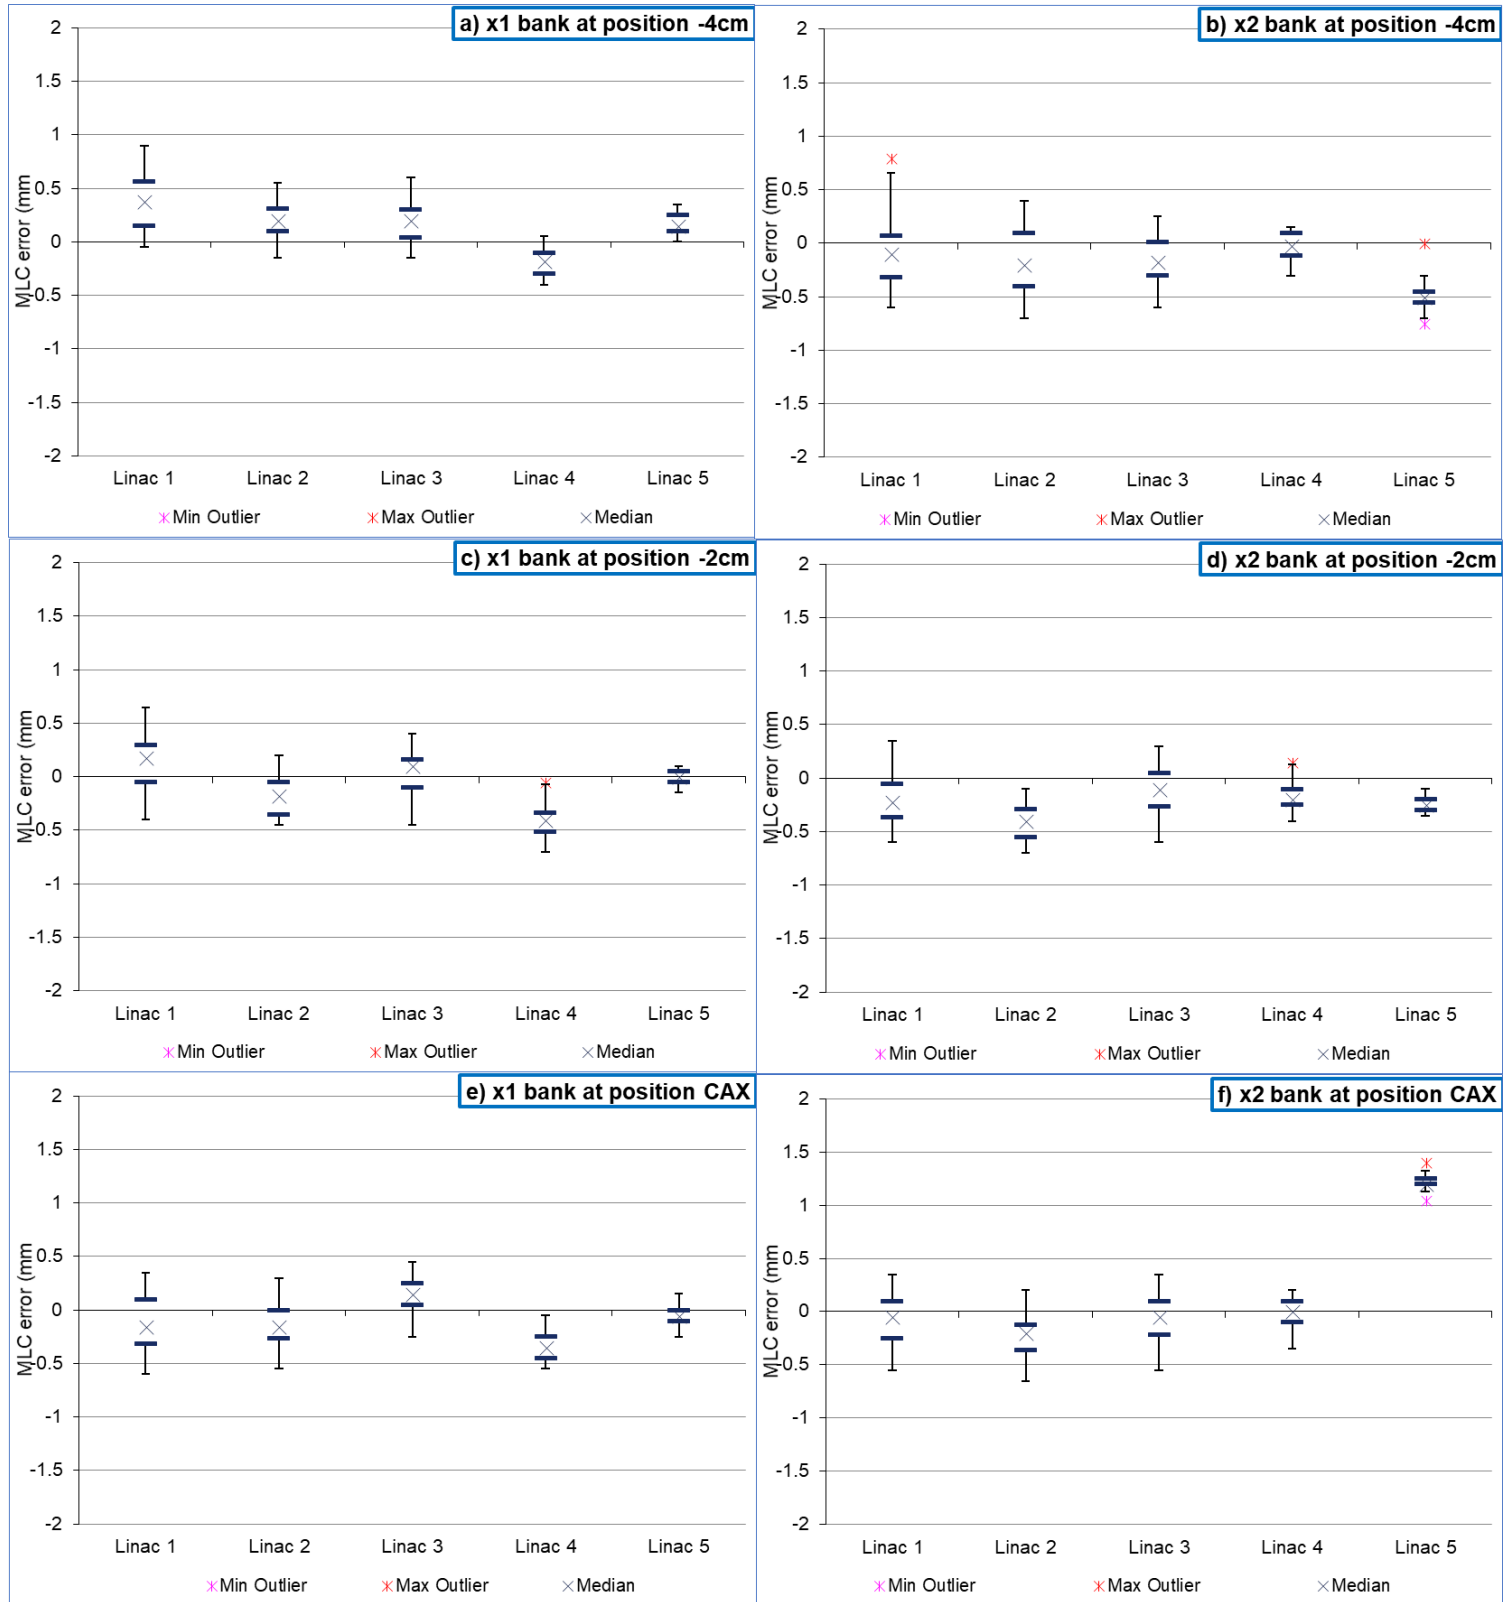 a) x1 bank at position -4cm
2
1.5
1
0.5
0
-0.5
-1
-1.5
-2
MLC error (mm
Linac 1 Linac 2 Linac 3 Linac 4 Linac 5
Min Outlier Max Outlier Median
b) x2 bank at position -4cm
2
1.5
1
0.5
0
-0.5
-1
-1.5
-2
MLC error (mm
Linac 1 Linac 2 Linac 3 Linac 4 Linac 5
Min Outlier Max Outlier Median
c) x1 bank at position -2cm
2
1.5
1
0.5
0
-0.5
-1
-1.5
-2
MLC error (mm
Linac 1 Linac 2 Linac 3 Linac 4 Linac 5
Min Outlier Max Outlier Median
d) x2 bank at position -2cm
2
1.5
1
0.5
0
-0.5
-1
-1.5
-2
MLC error (mm
Linac 1 Linac 2 Linac 3 Linac 4 Linac 5
Min Outlier Max Outlier Median
e) x1 bank at position CAX
2
1.5
1
0.5
0
-0.5
-1
-1.5
-2
MLC error (mm
Linac 1 Linac 2 Linac 3 Linac 4 Linac 5
Min Outlier Max Outlier Median
f) x2 bank at position CAX
2
1.5
1
0.5
0
-0.5
-1
-1.5
-2
MLC error (mm
Linac 1 Linac 2 Linac 3 Linac 4 Linac 5
Min Outlier Max Outlier Median